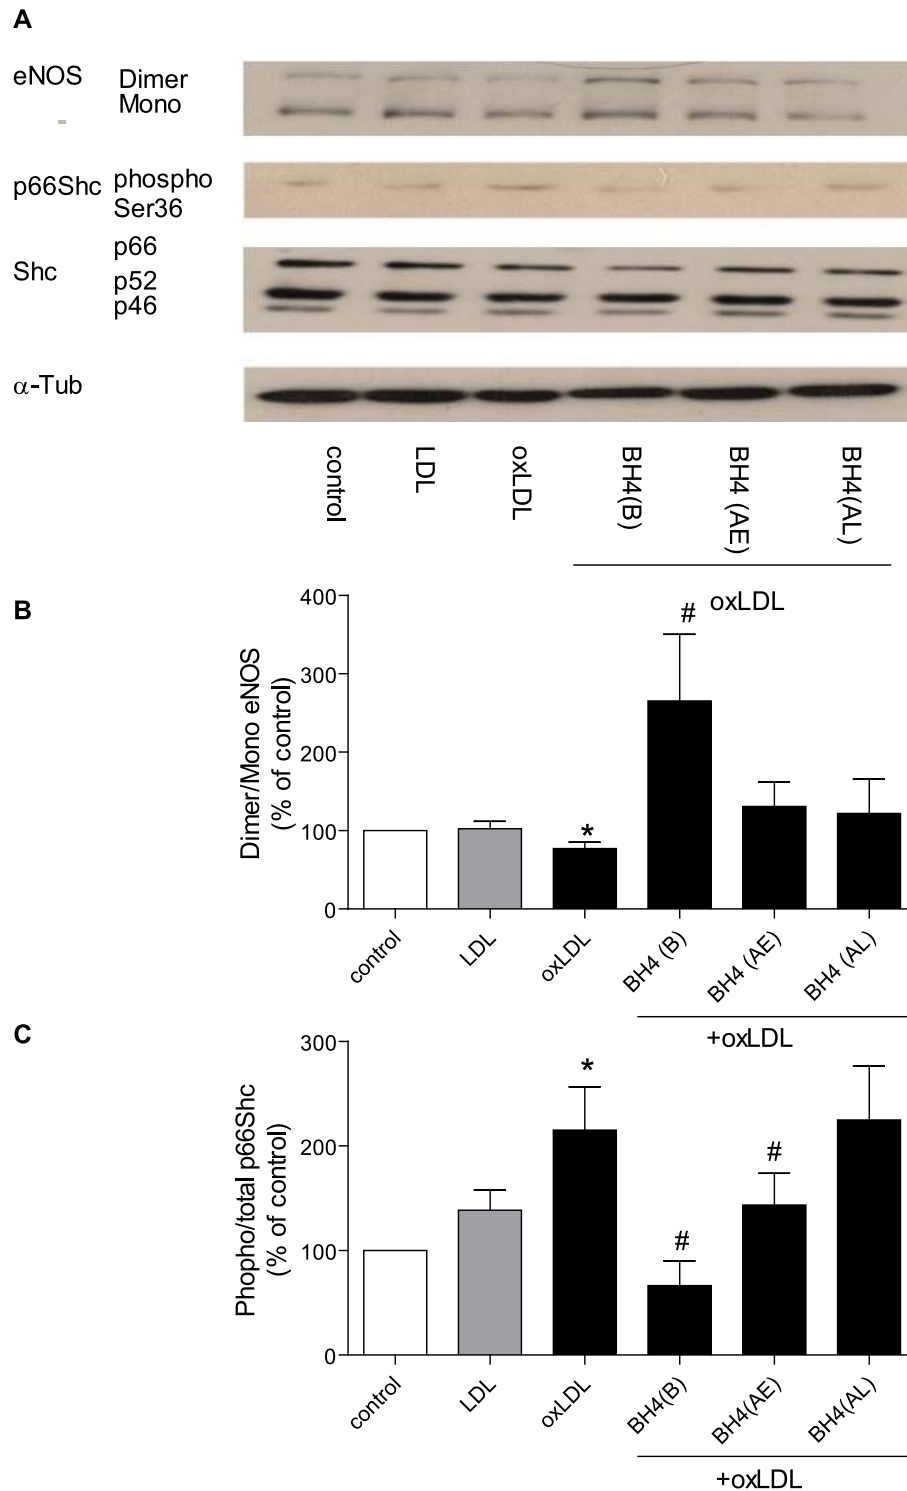 A
eNOS Dimer
Mono
p66Shc phospho
Ser36
p66
Shc
p52
p46
α-Tub
control LDL oxLDL BH4(B) BH4 (AE) BH4(AL)
oxLDL
B
Dimer/Mono eNOS
(% of control)
400
300
200
100
0
#
*
control LDL oxLDL BH4 (B) BH4 (AE) BH4 (AL)
+oxLDL
C
Phopho/total p66Shc
(% of control)
300
200
100
0
*
#
#
control LDL oxLDL BH4(B) BH4(AE) BH4(AL)
+oxLDL